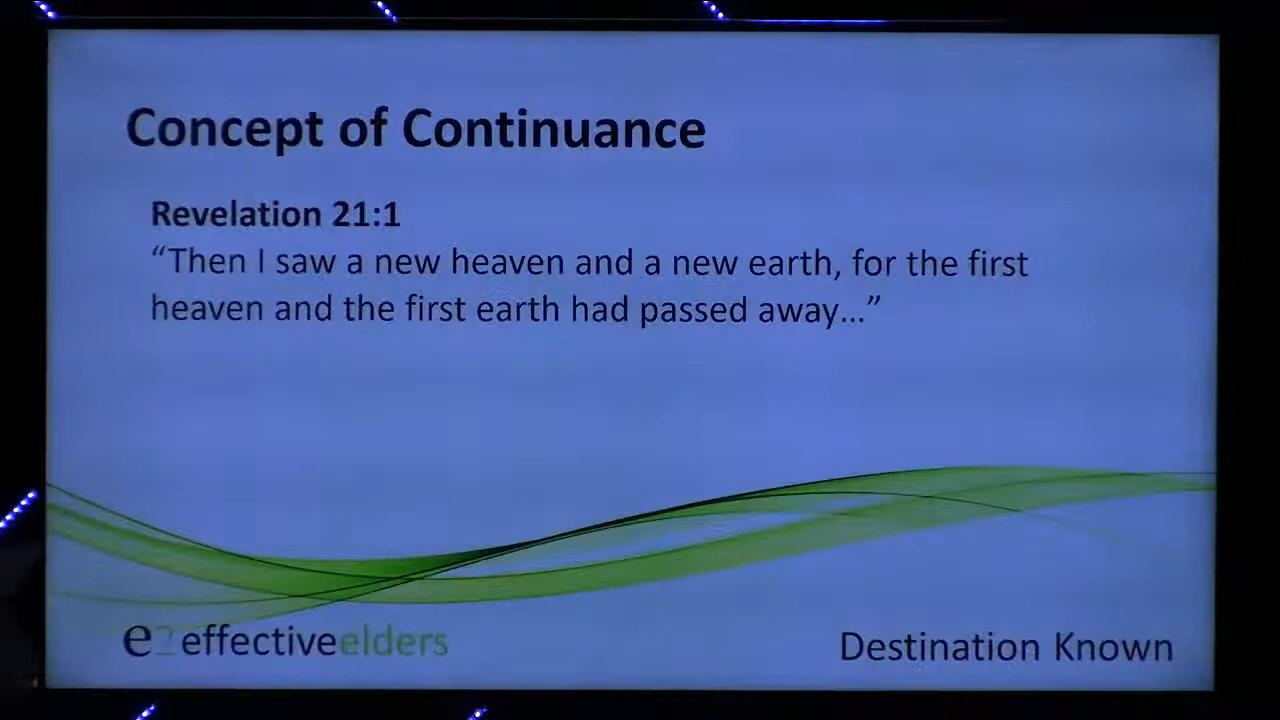 Concept of Continuance
Revelation 21:1
“Then I saw a new heaven and a new earth, for the first
heaven and the first earth had passed away...”
e2 effectiveelders
Destination Known